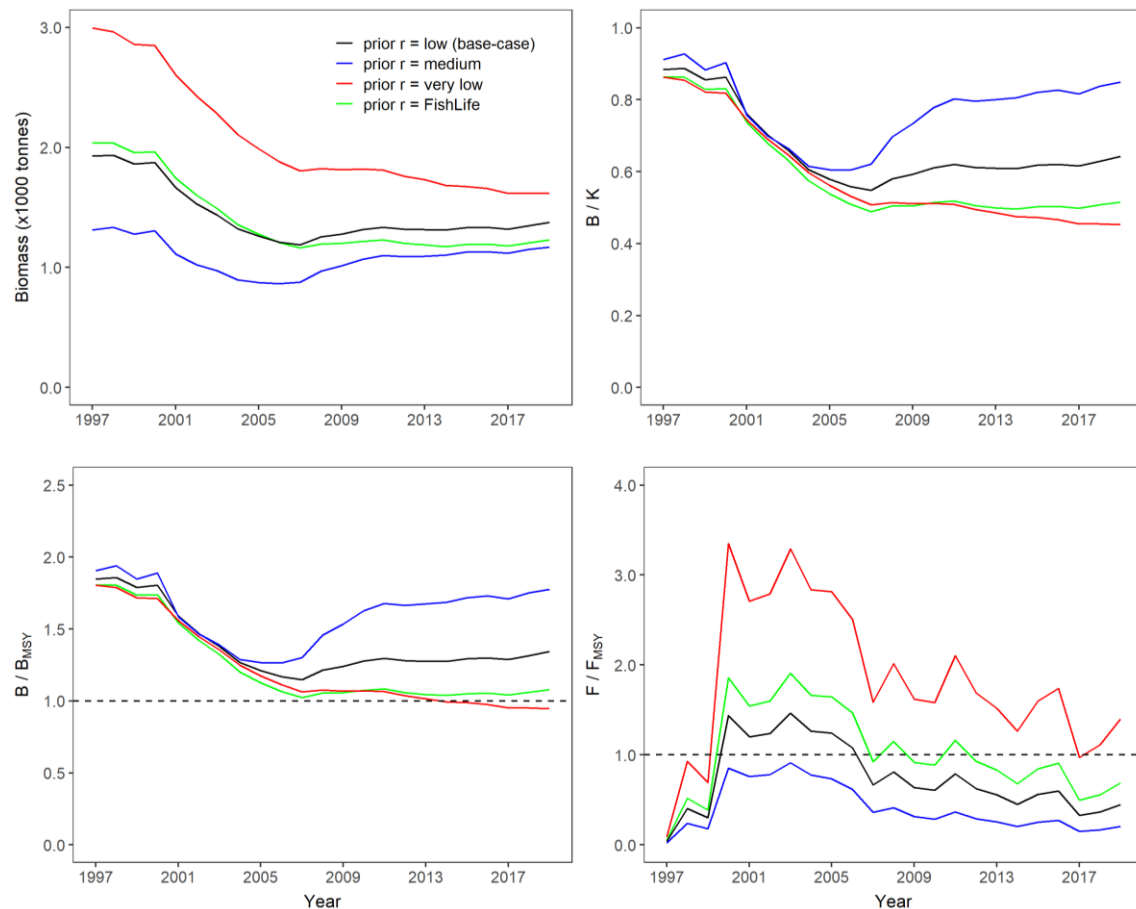 3.0
2.0
1.0
0.0
Biomass (x1000 tonnes)
prior r = low (base-case)
prior r = medium
prior r = very low
prior r = FishLife
1997 2001 2005 2009 2013 2017
1.0
0.8
0.6
0.4
0.2
0.0
B / K
1997 2001 2005 2009 2013 2017
2.5
2.0
1.5
1.0
0.5
0.0
B / BMSY
1997 2001 2005 2009 2013 2017
Year
4.0
3.0
2.0
1.0
0.0
F / FMSY
1997 2001 2005 2009 2013 2017
Year